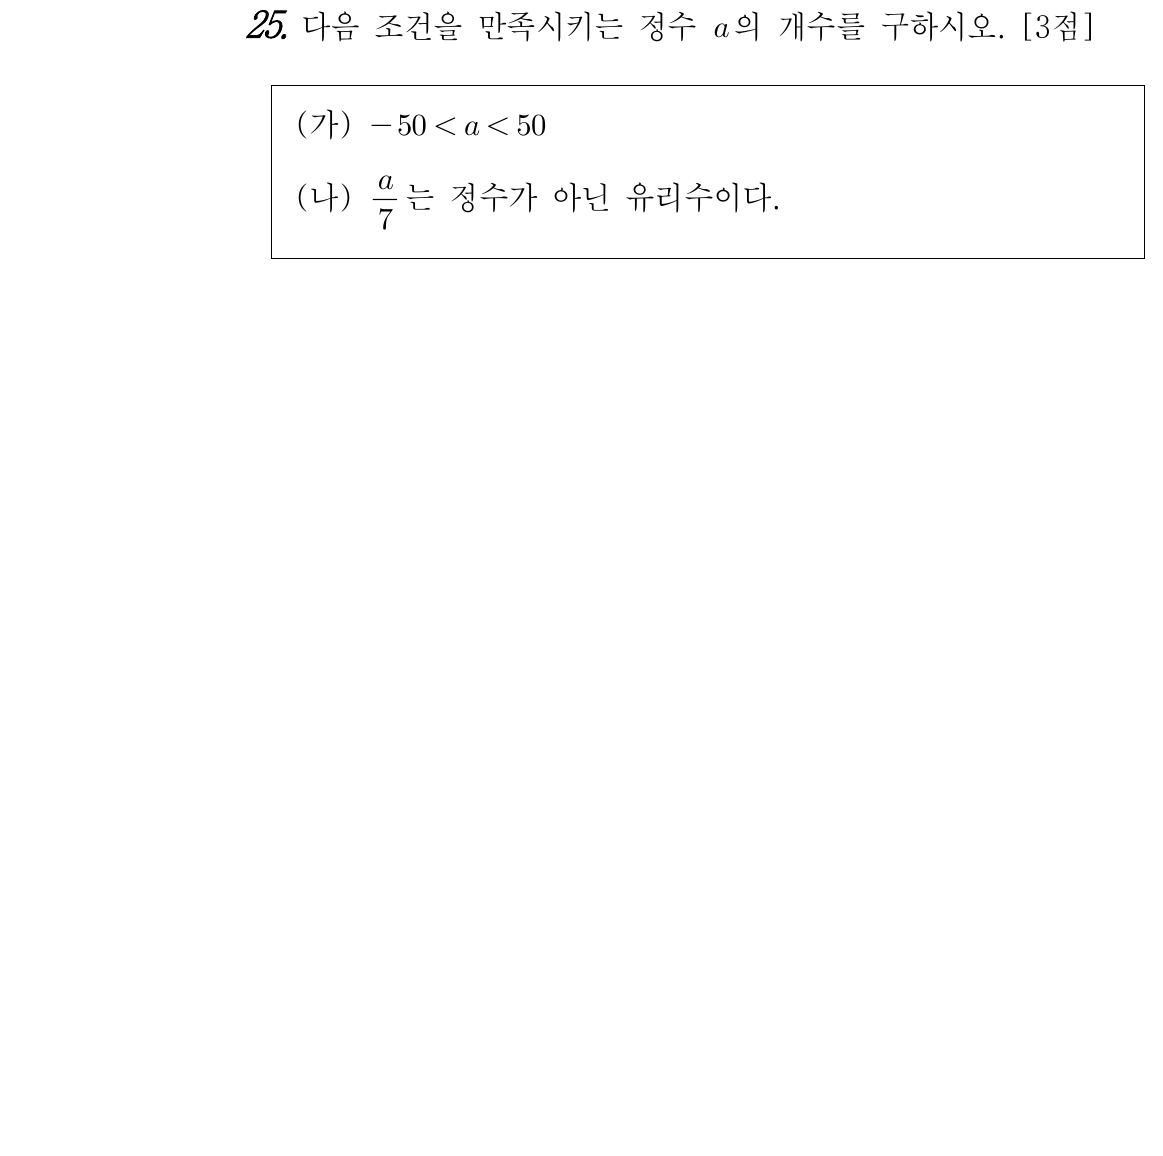 25. 다음 조건을 만족시키는 정수 a의 개수를 구하시오. [3점]
(가) -50 < a < 50
(나) a/7 는 정수가 아닌 유리수이다.